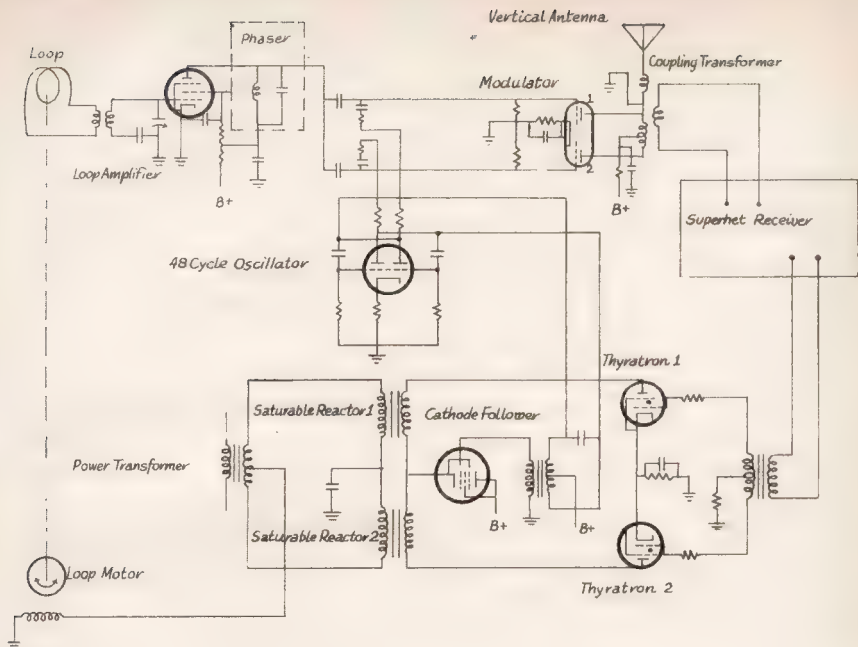 Vertical Antenna
Loop
Phaser
Coupling Transformer
Modulator
1
Loop Amplifier
2
B+
B+
Superhet Receiver
48 Cycle Oscillator
Thyratron 1
Saturable Reactor 1
Cathode Follower
Power Transformer
B+
B+
Saturable Reactor 2
Loop Motor
Thyratron 2